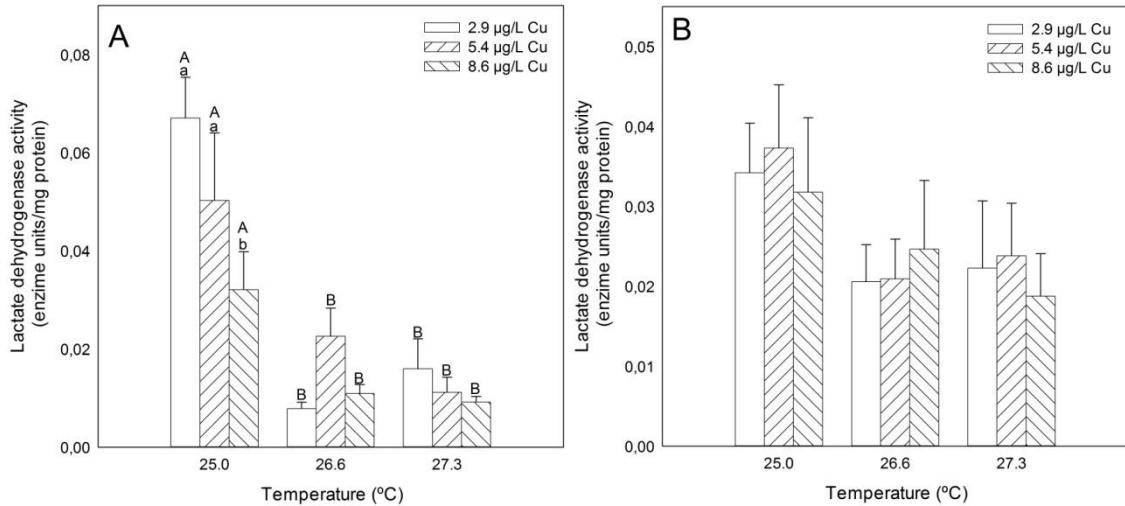 A
2.9 µg/L Cu
5.4 µg/L Cu
8.6 µg/L Cu
0,08
0,06
0,04
0,02
0,00
Lactate dehydrogenase activity
(enzime units/mg protein)
A
a
A
a
A
b
B
B
B
B
B
B
25.0
26.6
27.3
Temperature (ºC)
B
2.9 µg/L Cu
5.4 µg/L Cu
8.6 µg/L Cu
0,05
0,04
0,03
0,02
0,01
0,00
Lactate dehydrogenase activity
(enzime units/mg protein)
25.0
26.6
27.3
Temperature (ºC)